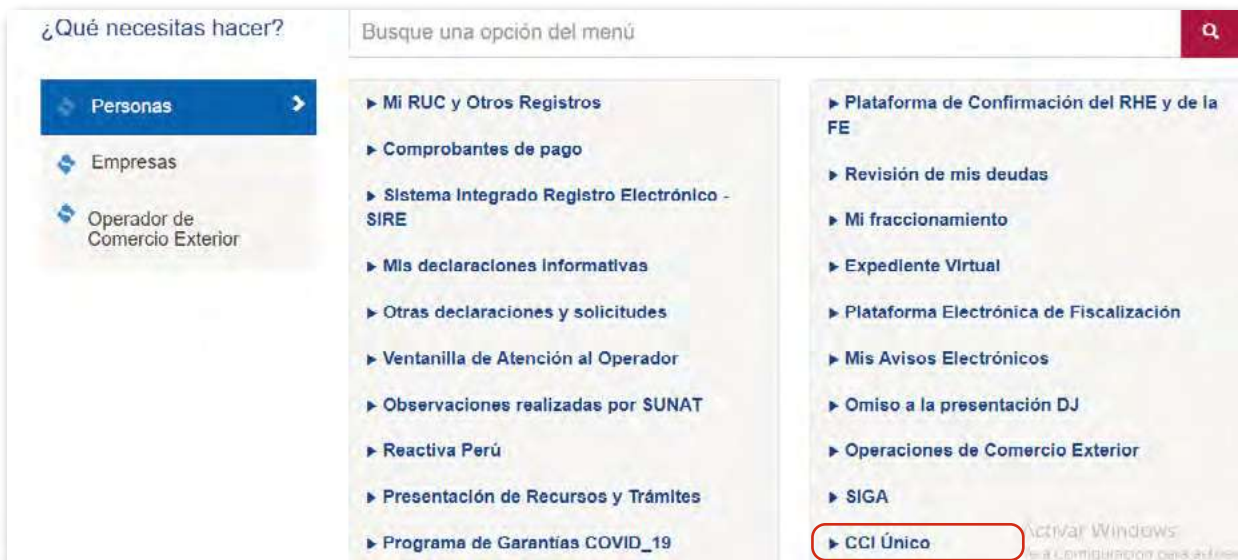 ¿Qué necesitas hacer?
Busque una opción del menú
Personas
Empresas
Operador de
Comercio Exterior
Mi RUC y Otros Registros
Comprobantes de pago
Sistema Integrado Registro Electrónico -
SIRE
Mis declaraciones informativas
Otras declaraciones y solicitudes
Ventanilla de Atención al Operador
Observaciones realizadas por SUNAT
Reactiva Perú
Presentación de Recursos y Trámites
Programa de Garantías COVID_19
Plataforma de Confirmación del RHE y de la
FE
Revisión de mis deudas
Mi fraccionamiento
Expediente Virtual
Plataforma Electrónica de Fiscalización
Mis Avisos Electrónicos
Omiso a la presentación DJ
Operaciones de Comercio Exterior
SIGA
CCI Único
Activar Windows